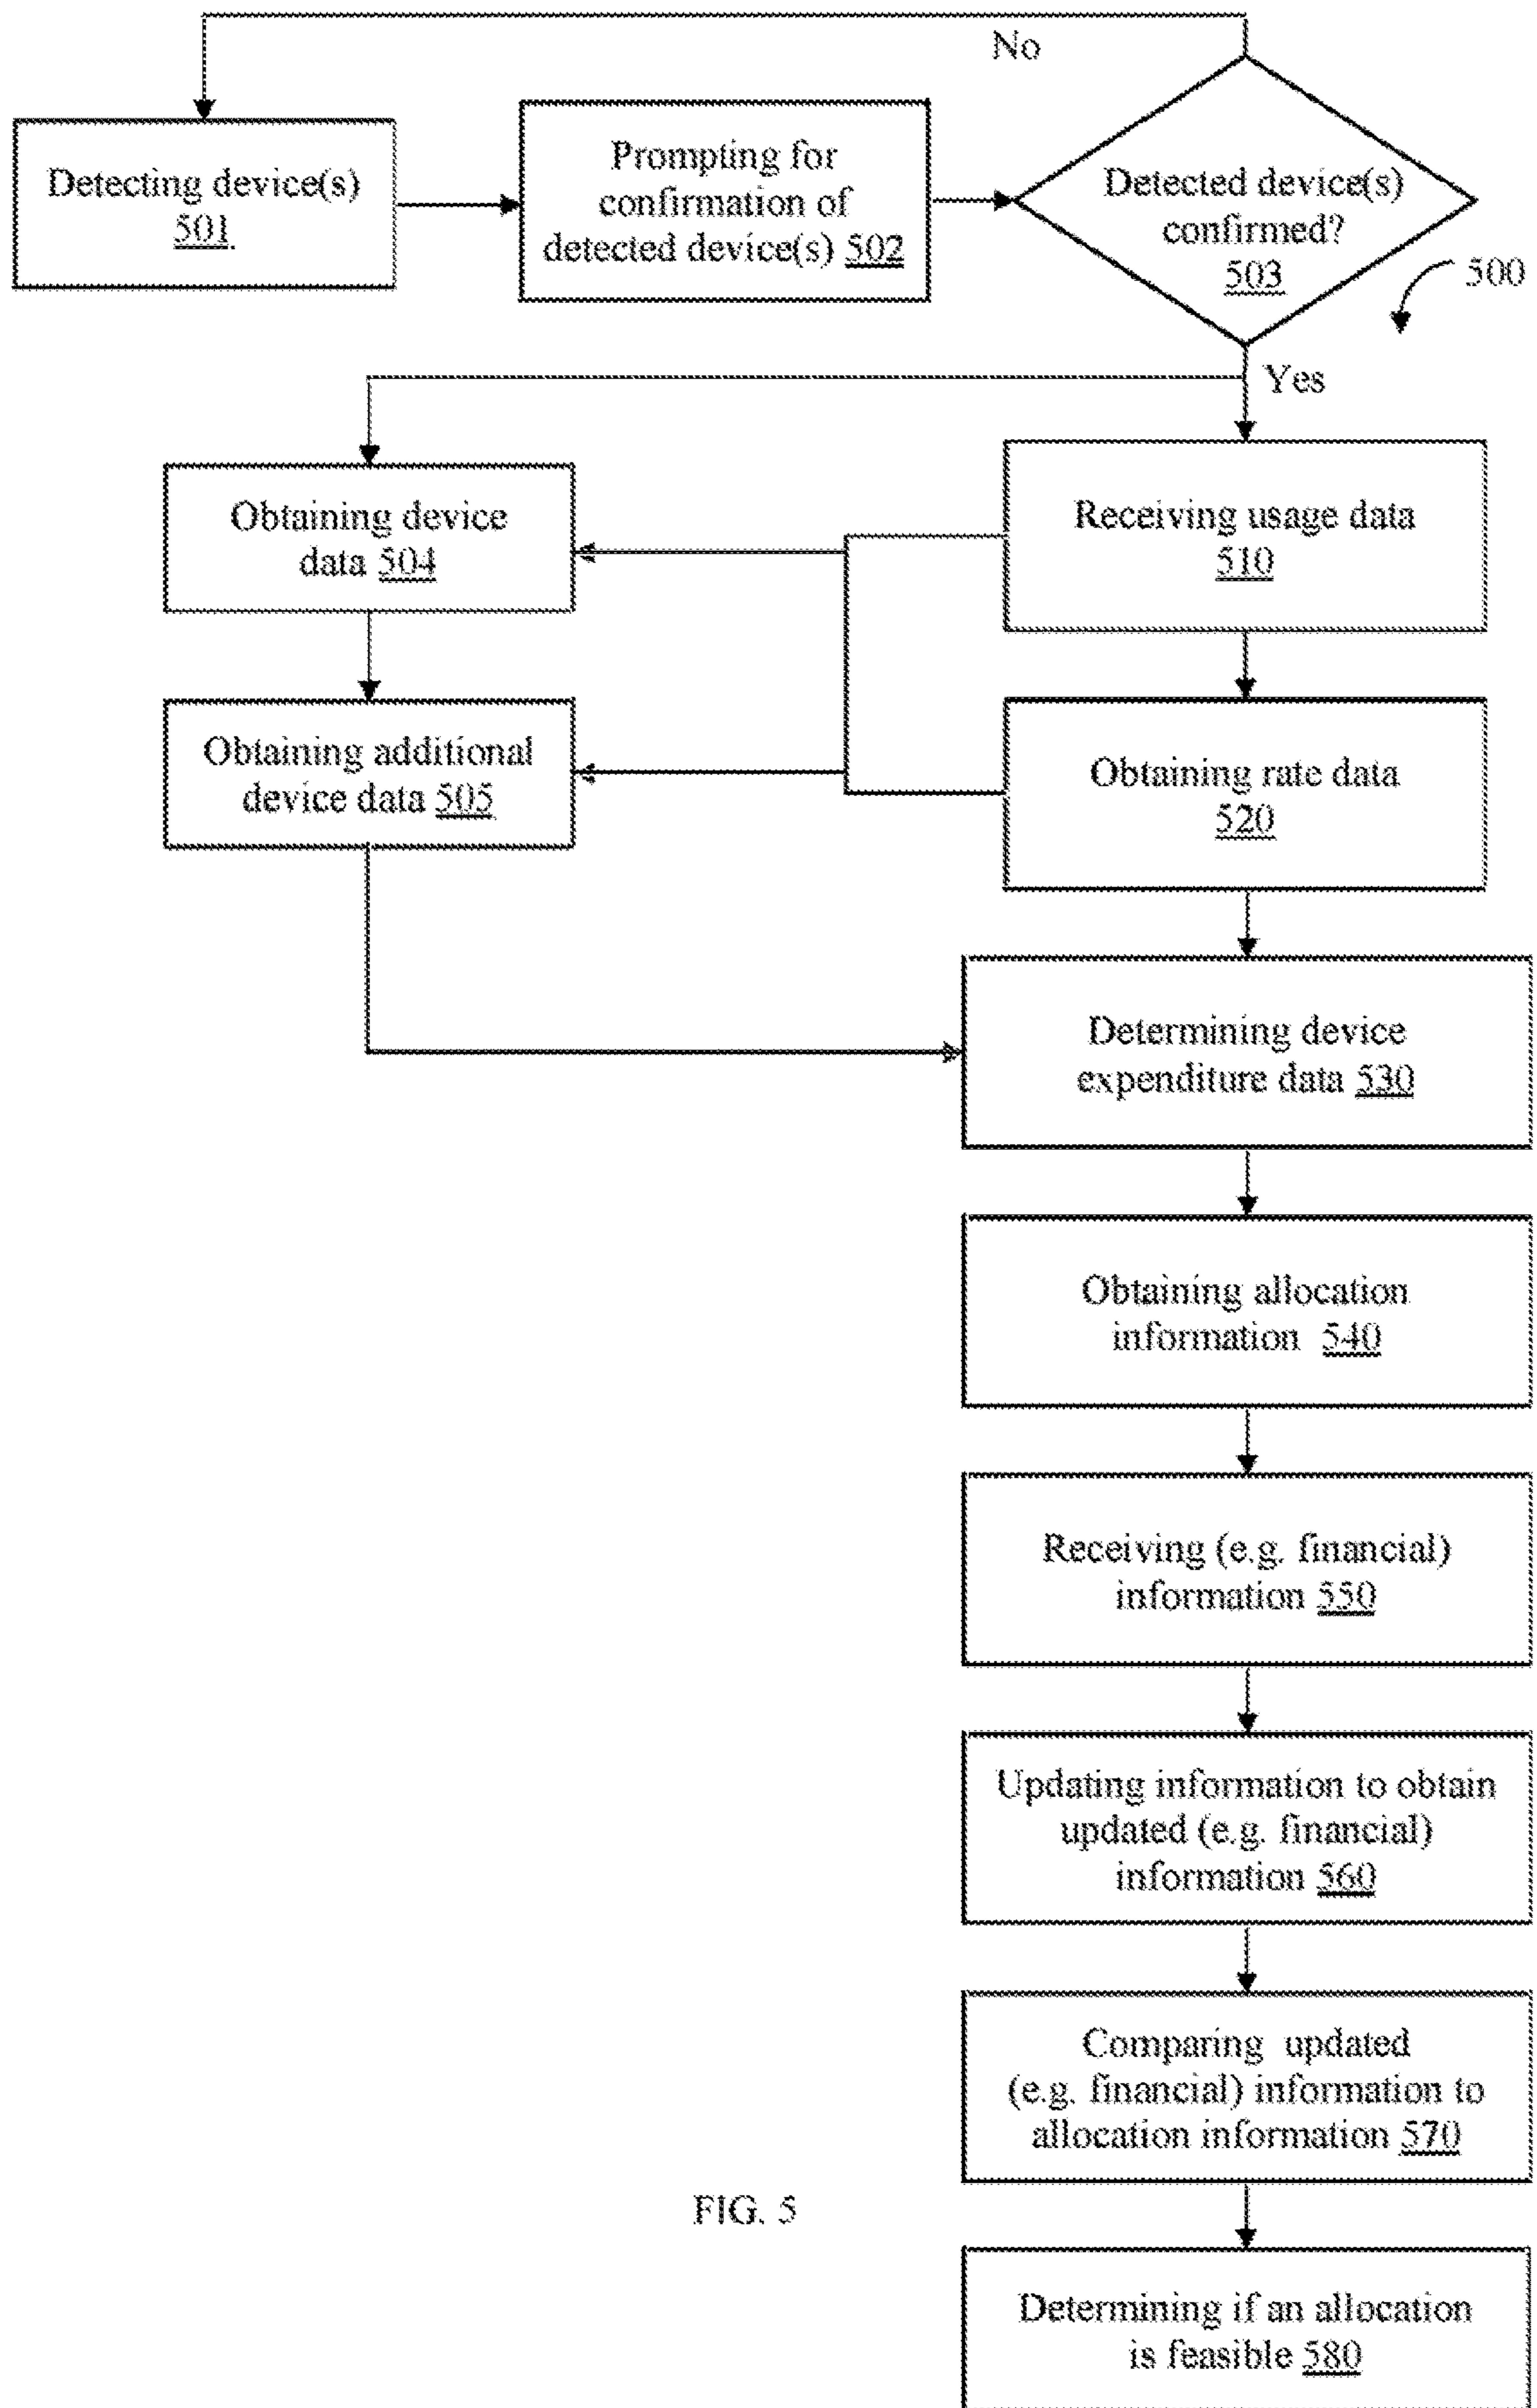 No
Detecting device(s)
501
Prompting for
confirmation of
detected device(s) 502
Detected device(s)
confirmed?
503
500
Yes
Obtaining device
data 504
Receiving usage data
510
Obtaining additional
device data 505
Obtaining rate data
520
Determining device
expenditure data 530
Obtaining allocation
information 540
Receiving (e.g. financial)
information 550
Updating information to obtain
updated (e.g. financial)
information 560
Comparing updated
(e.g. financial) information to
allocation information 570
FIG. 5
Determining if an allocation
is feasible 580